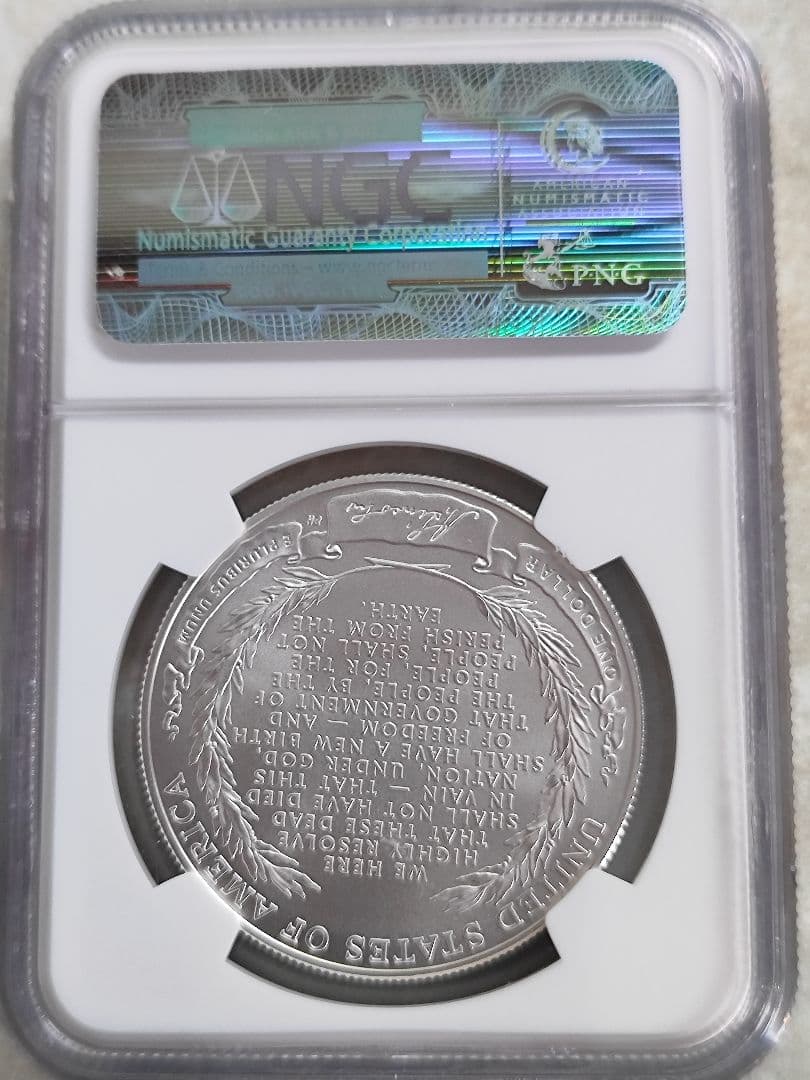 NGC
Numismatic Guaranty Corporation
AMERICAN
NUMISMATIC
ASSOCIATION
PNG
UNITED STATES OF AMERICA
WE HERE
HIGHLY RESOLVE
THAT THESE DEAD
SHALL NOT HAVE DIED
IN VAIN — THAT THIS
NATION, UNDER GOD,
SHALL HAVE A NEW BIRTH
OF FREEDOM — AND
THAT GOVERNMENT OF
THE PEOPLE, BY THE
PEOPLE, FOR THE
PEOPLE, SHALL NOT
PERISH FROM THE
EARTH.
ONE DOLLAR
A. Lincoln
E PLURIBUS UNUM